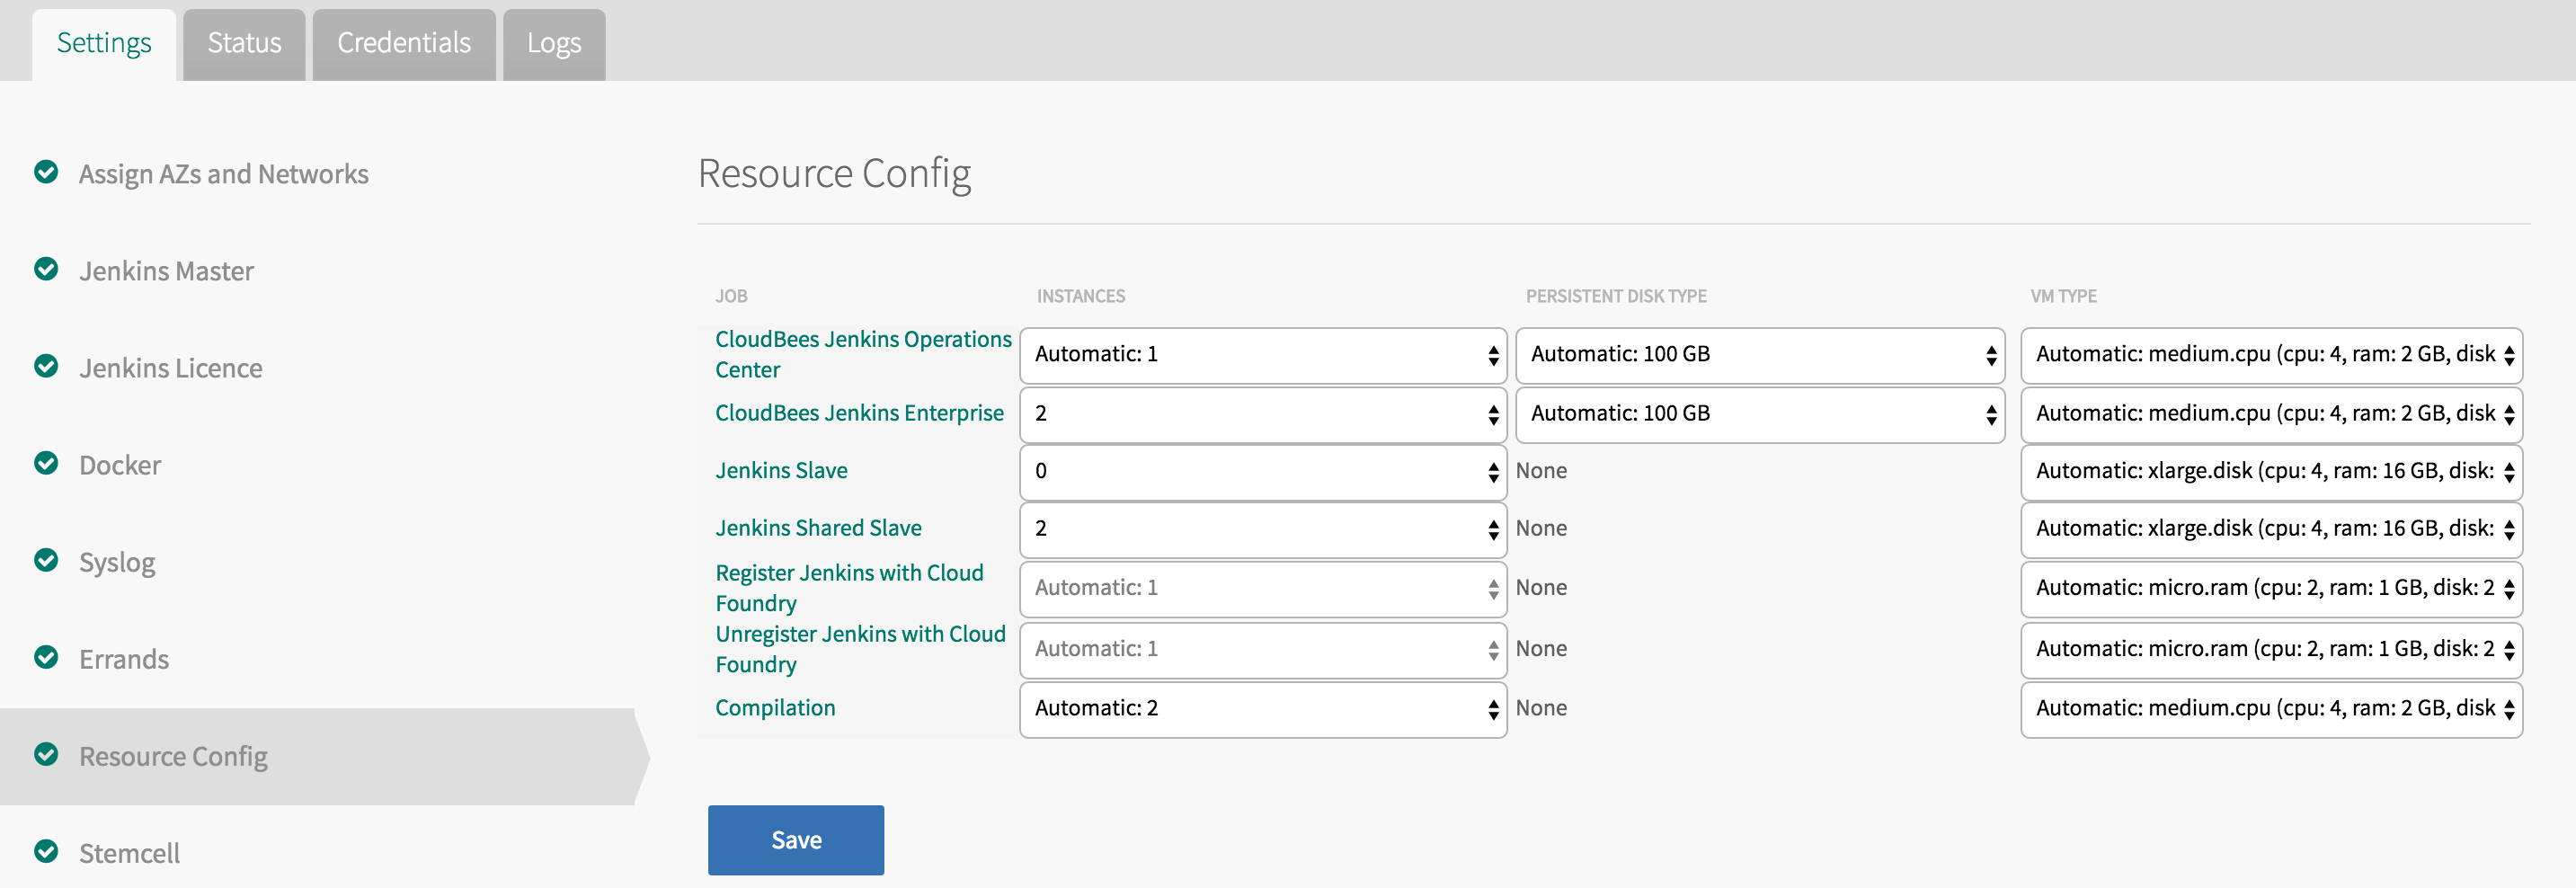 Settings
Status
Credentials
Logs
Assign AZs and Networks
Jenkins Master
Jenkins Licence
Docker
Syslog
Errands
Resource Config
Stemcell
Resource Config
JOB INSTANCES PERSISTENT DISK TYPE VM TYPE
CloudBees Jenkins Operations
Center
Automatic: 1
Automatic: 100 GB
Automatic: medium.cpu (cpu: 4, ram: 2 GB, disk
CloudBees Jenkins Enterprise
2
Automatic: 100 GB
Automatic: medium.cpu (cpu: 4, ram: 2 GB, disk
Jenkins Slave
0
None
Automatic: xlarge.disk (cpu: 4, ram: 16 GB, disk:
Jenkins Shared Slave
2
None
Automatic: xlarge.disk (cpu: 4, ram: 16 GB, disk:
Register Jenkins with Cloud
Foundry
Automatic: 1
None
Automatic: micro.ram (cpu: 2, ram: 1 GB, disk: 2
Unregister Jenkins with Cloud
Foundry
Automatic: 1
None
Automatic: micro.ram (cpu: 2, ram: 1 GB, disk: 2
Compilation
Automatic: 2
None
Automatic: medium.cpu (cpu: 4, ram: 2 GB, disk
Save